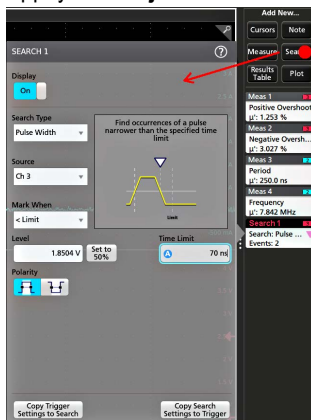 Add New...
Cursors
Note
Measure
Sear
Results
Table
Plot
SEARCH 1
Display
On
Search Type
Pulse Width
Find occurrences of a pulse
narrower than the specified time
limit
Limit
Source
Ch 3
Mark When
< Limit
Level
1.8504 V
Set to
50%
Time Limit
A
70 ns
Polarity
Copy Trigger
Settings to Search
Copy Search
Settings to Trigger
Meas 1
Positive Overshoot
µ': 1.253 %
Meas 2
Negative Oversh...
µ': 3.027 %
Meas 3
Period
µ': 250.0 ns
Meas 4
Frequency
µ': 7.842 MHz
Search 1
Search: Pulse ...
Events: 2